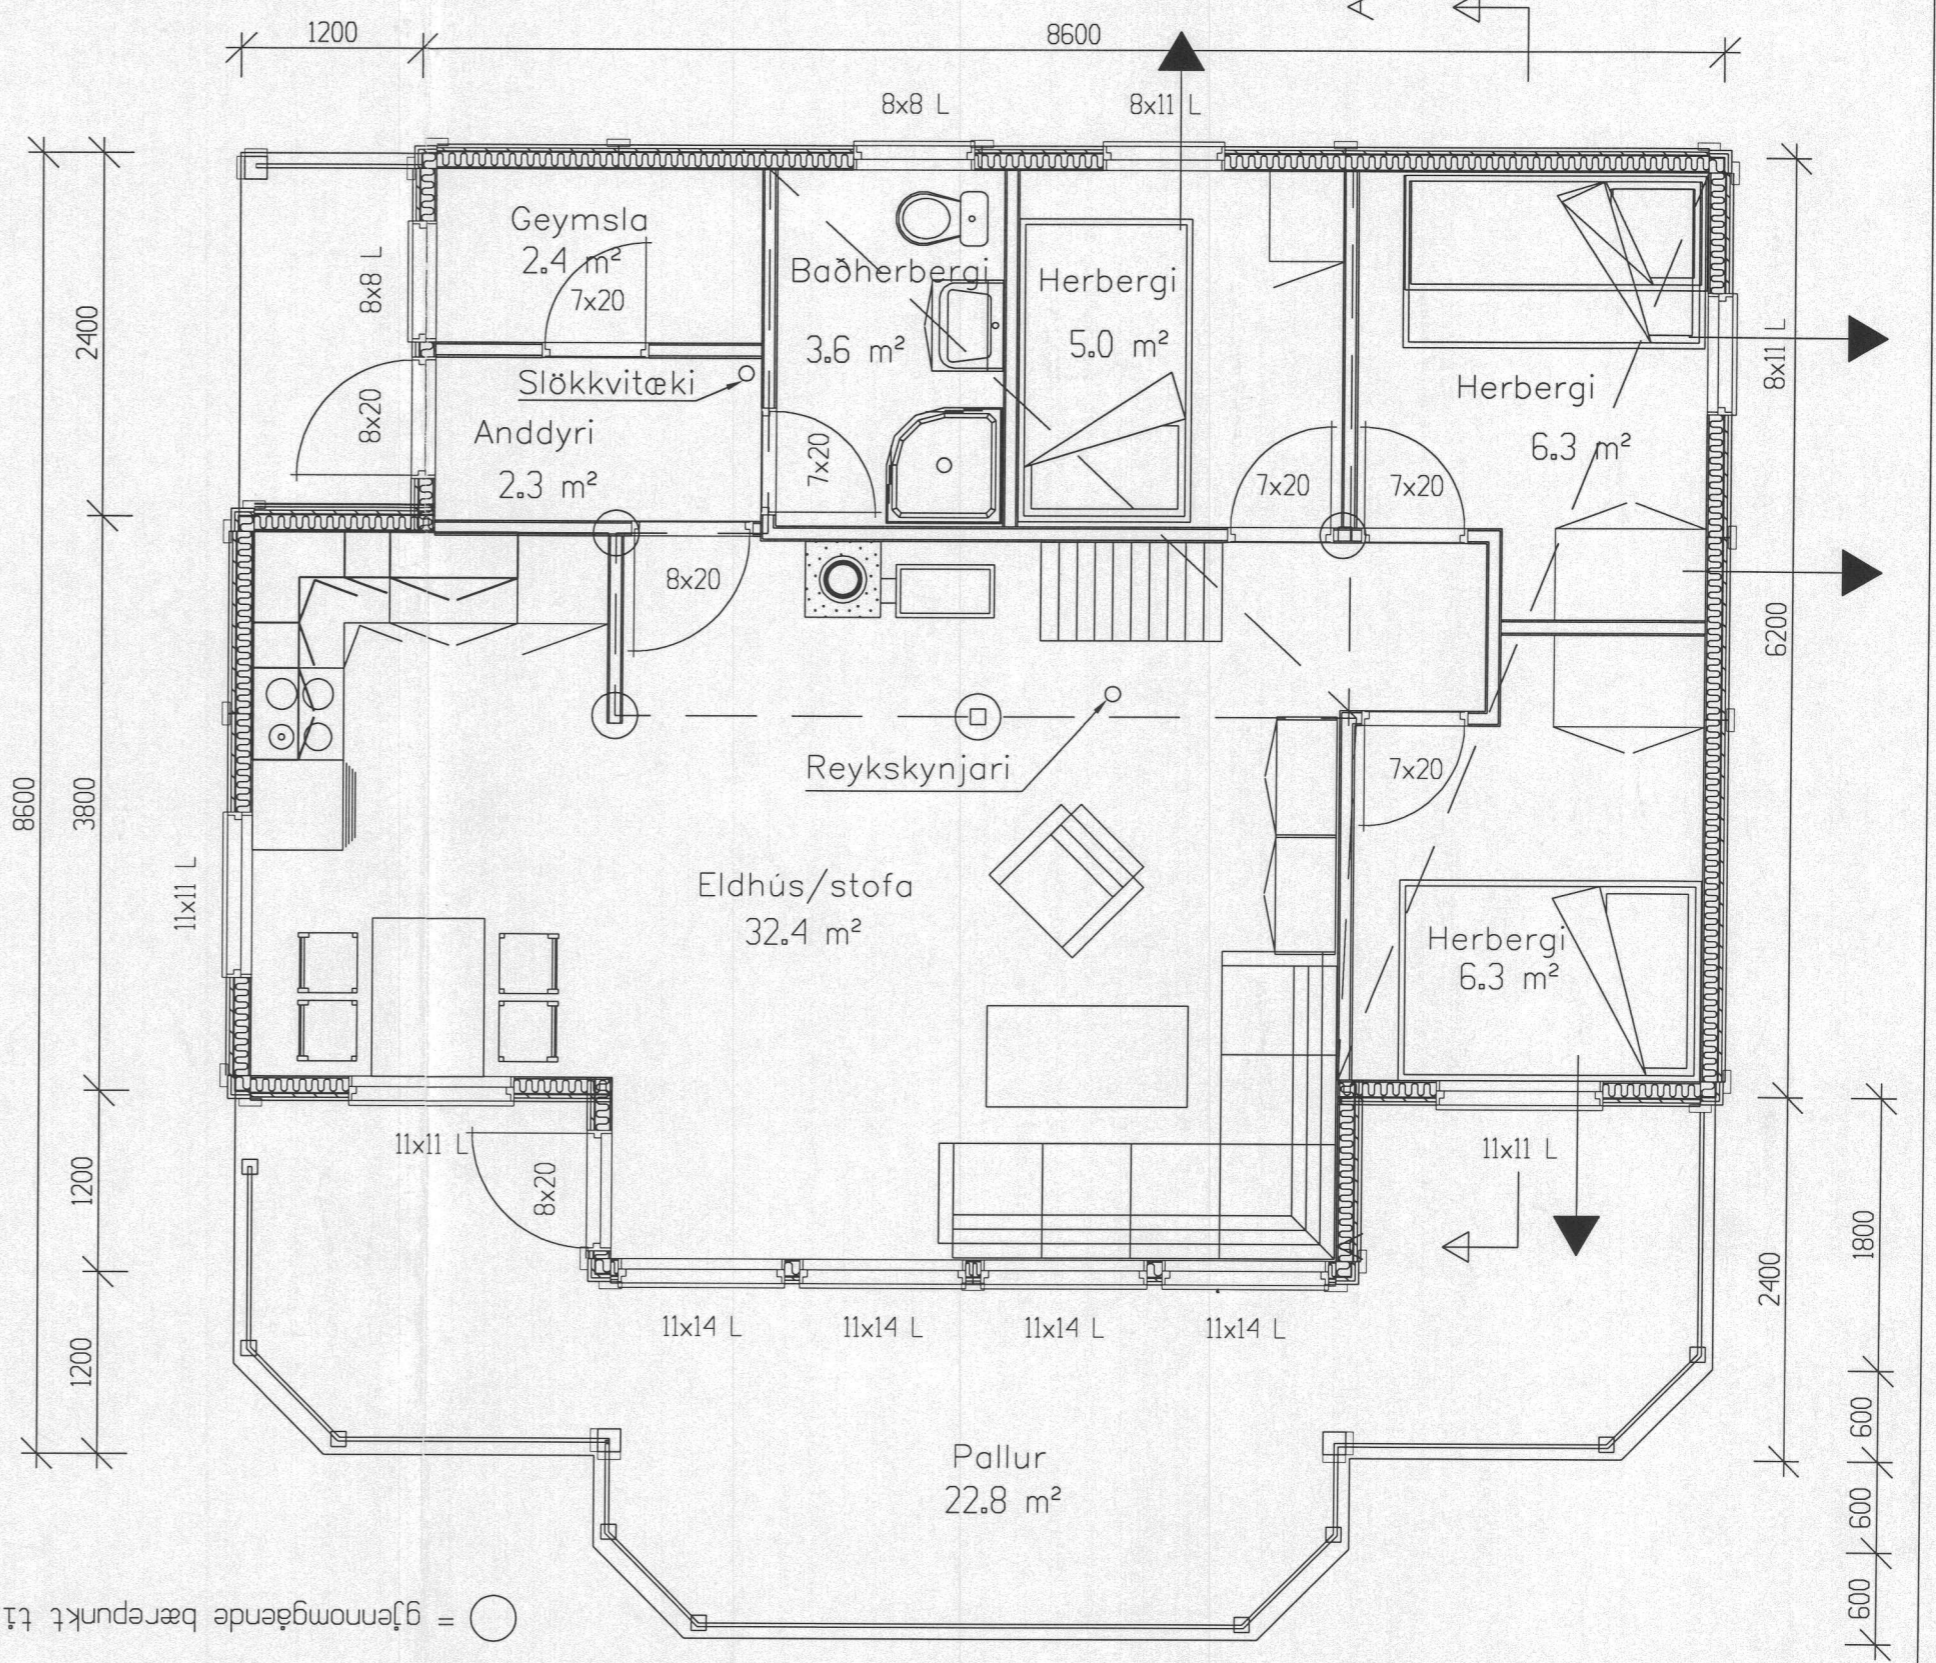 1200
8600
A
8x8 L
8x11 L
Geymsla
2.4 m²
7x20
8x8 L
2400
Baðherbergi
3.6 m²
Herbergi
5.0 m²
8x11 L
Slökkvitæki
Herbergi
6.3 m²
8x20
Anddyri
2.3 m²
7x20
7x20
7x20
8x20
6200
Reykskynjari
7x20
8600
3800
11x11 L
Eldhús/stofa
32.4 m²
Herbergi
6.3 m²
11x11 L
8x20
11x11 L
1200
1800
2400
11x14 L
11x14 L
11x14 L
11x14 L
1200
600
Pallur
22.8 m²
600
600
= gjennomgående bærepunkt ti